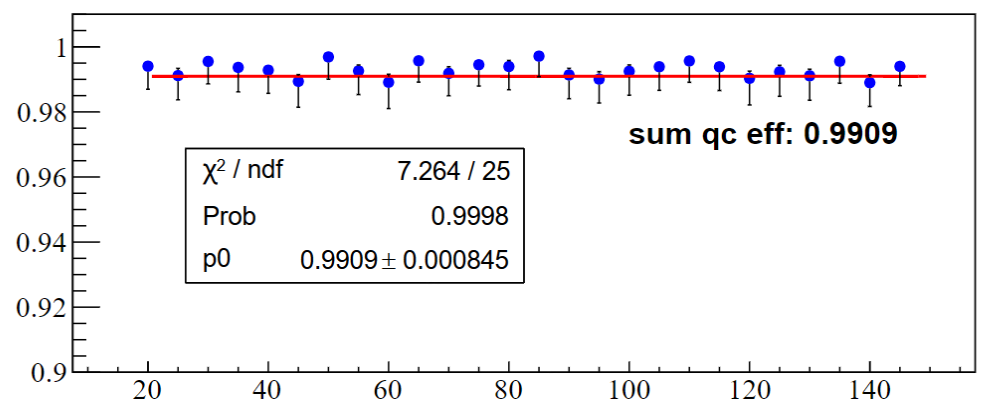 1
0.98
sum qc eff: 0.9909
0.96
χ² / ndf 7.264 / 25
Prob 0.9998
0.94
p0 0.9909 ± 0.000845
0.92
0.9
20 40 60 80 100 120 140